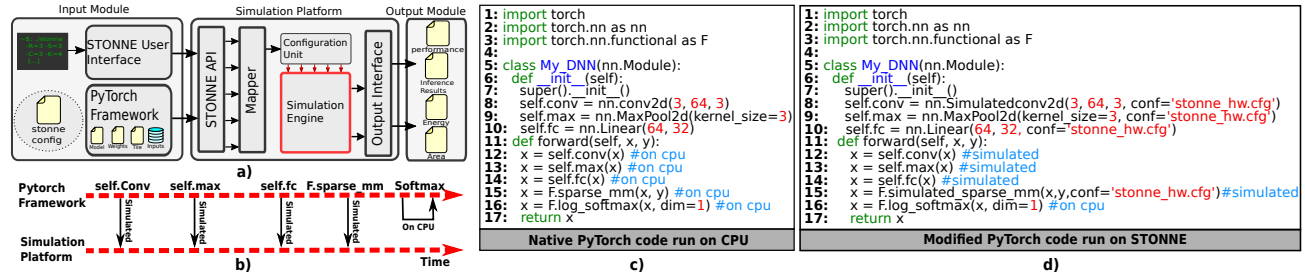 Input Module
Simulation Platform
Output Module
STONNE User
Interface
stonne
config
PyTorch
Framework
Model
Weights
Tile
Inputs
STONNE API
Mapper
Configuration
Unit
Simulation
Engine
Output Interface
performance
Inference
Results
Energy
Area
a)
Pytorch
Framework
self.Conv
self.max
self.fc
F.sparse_mm
Softmax
Simulated
Simulated
Simulated
Simulated
On CPU
Simulation
Platform
Time
b)
1: import torch
2: import torch.nn as nn
3: import torch.nn.functional as F
4:
5: class My_DNN(nn.Module):
6: def __init__(self):
7: super().__init__()
8: self.conv = nn.conv2d(3, 64, 3)
9: self.max = nn.MaxPool2d(kernel_size=3)
10: self.fc = nn.Linear(64, 32)
11: def forward(self, x, y):
12: x = self.conv(x) #on cpu
13: x = self.max(x) #on cpu
14: x = self.fc(x) #on cpu
15: x = F.sparse_mm(x, y) #on cpu
16: x = F.log_softmax(x, dim=1) #on cpu
17: return x
Native PyTorch code run on CPU
c)
1: import torch
2: import torch.nn as nn
3: import torch.nn.functional as F
4:
5: class My_DNN(nn.Module):
6: def __init__(self):
7: super().__init__()
8: self.conv = nn.Simulatedconv2d(3, 64, 3, conf='stonne_hw.cfg')
9: self.max = nn.MaxPool2d(kernel_size=3, conf='stonne_hw.cfg')
10: self.fc = nn.Linear(64, 32, conf='stonne_hw.cfg')
11: def forward(self, x, y):
12: x = self.conv(x) #simulated
13: x = self.max(x) #simulated
14: x = self.fc(x) #simulated
15: x = F.simulated_sparse_mm(x,y,conf='stonne_hw.cfg')#simulated
16: x = F.log_softmax(x, dim=1) #on cpu
17: return x
Modified PyTorch code run on STONNE
d)